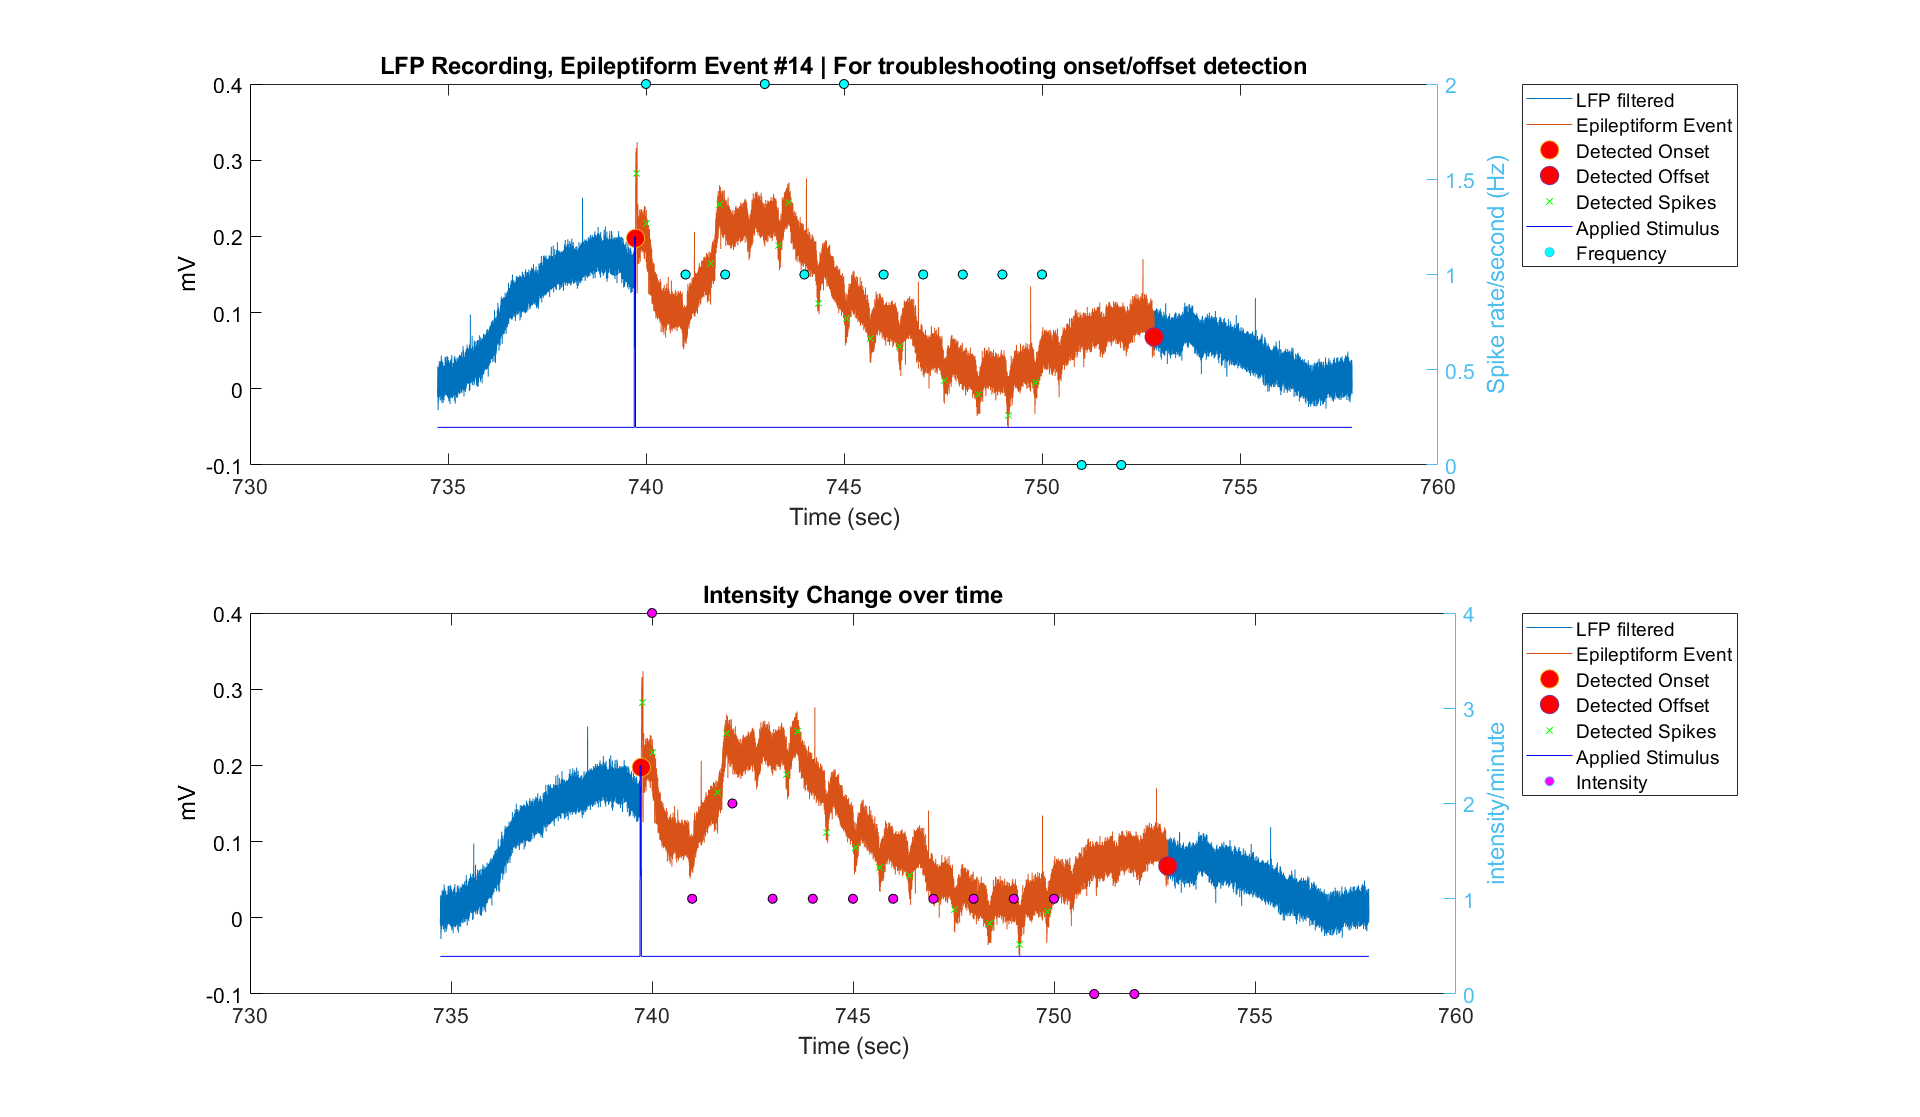 LFP Recording, Epileptiform Event #14 | For troubleshooting onset/offset detection
0.4
0.3
0.2
0.1
0
-0.1
mV
730
735
740
745
750
755
760
Time (sec)
2
1.5
1
0.5
0
Spike rate/second (Hz)
LFP filtered
Epileptiform Event
Detected Onset
Detected Offset
Detected Spikes
Applied Stimulus
Frequency
Intensity Change over time
0.4
0.3
0.2
0.1
0
-0.1
mV
730
735
740
745
750
755
760
Time (sec)
4
3
2
1
0
intensity/minute
LFP filtered
Epileptiform Event
Detected Onset
Detected Offset
Detected Spikes
Applied Stimulus
Intensity